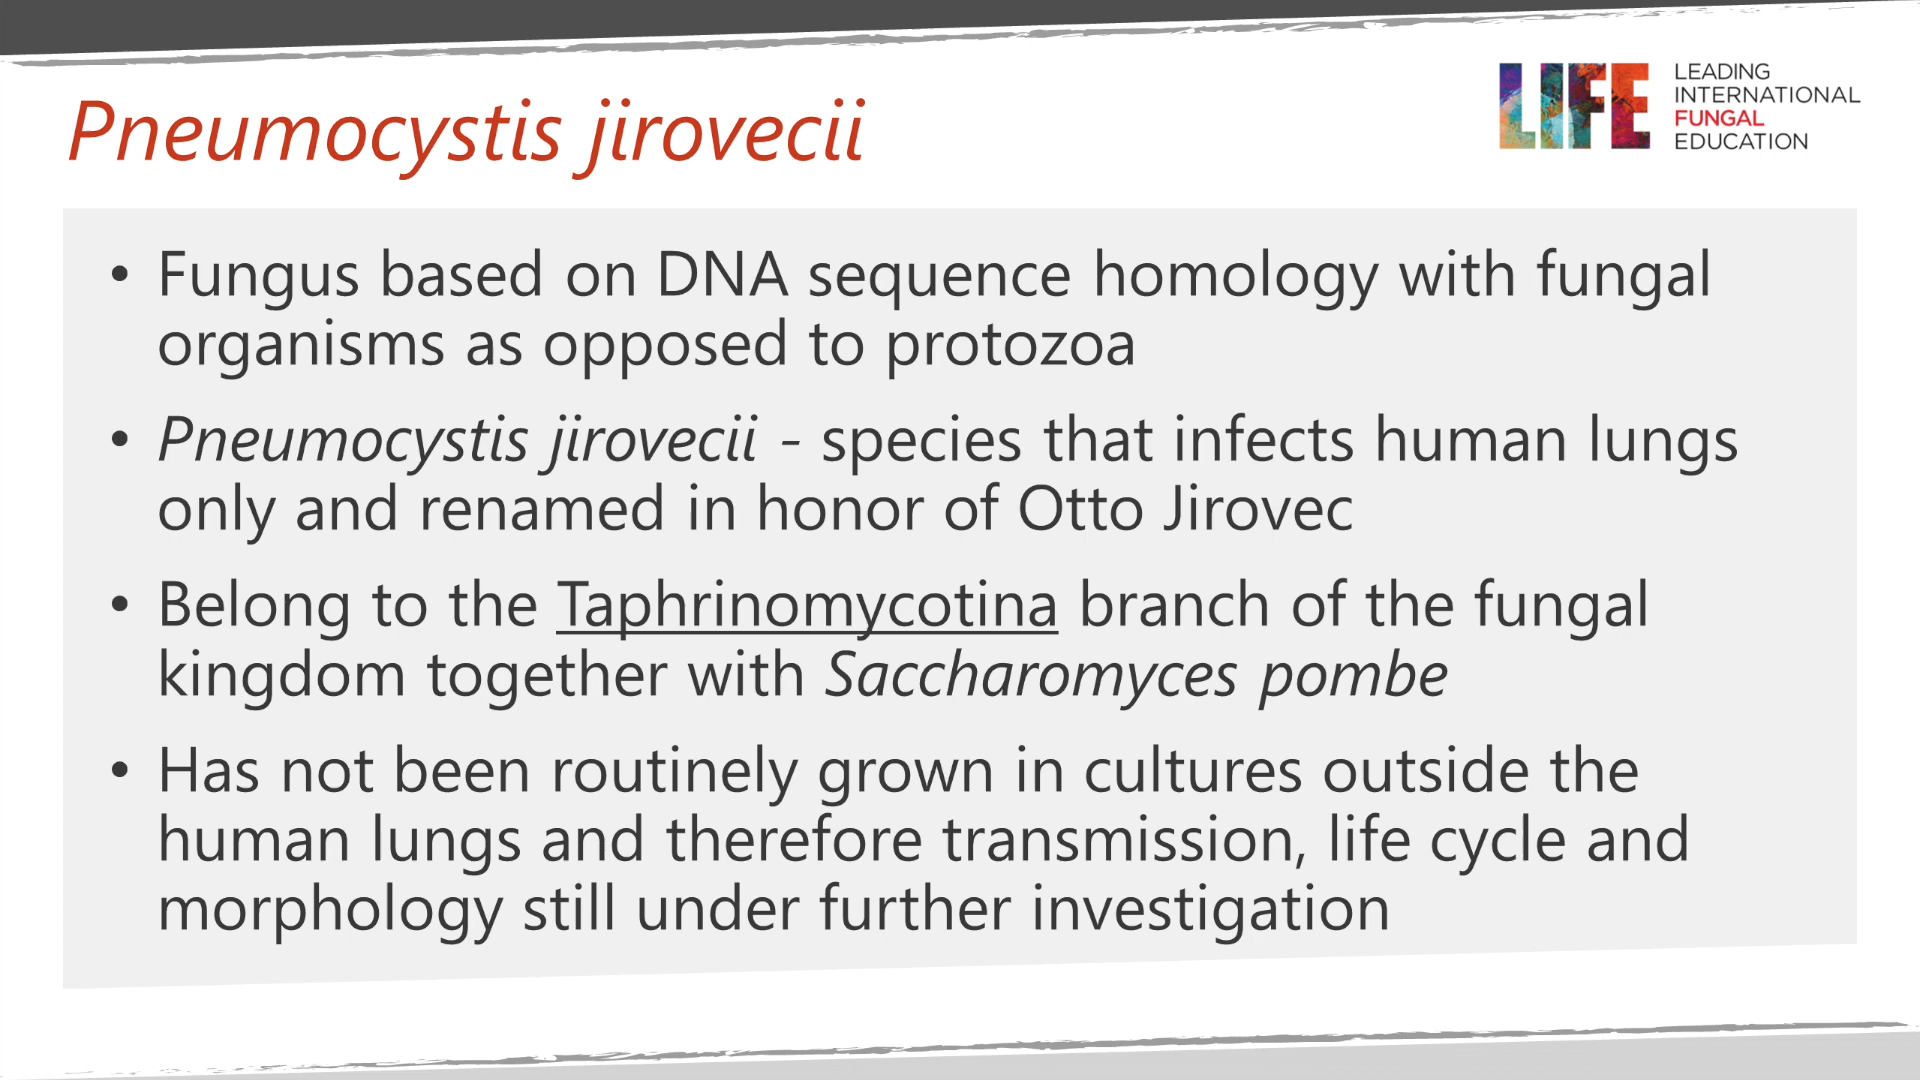 Pneumocystis jirovecii
LIFE
LEADING
INTERNATIONAL
FUNGAL
EDUCATION
• Fungus based on DNA sequence homology with fungal
organisms as opposed to protozoa
• Pneumocystis jirovecii - species that infects human lungs
only and renamed in honor of Otto Jirovec
• Belong to the Taphrinomycotina branch of the fungal
kingdom together with Saccharomyces pombe
• Has not been routinely grown in cultures outside the
human lungs and therefore transmission, life cycle and
morphology still under further investigation